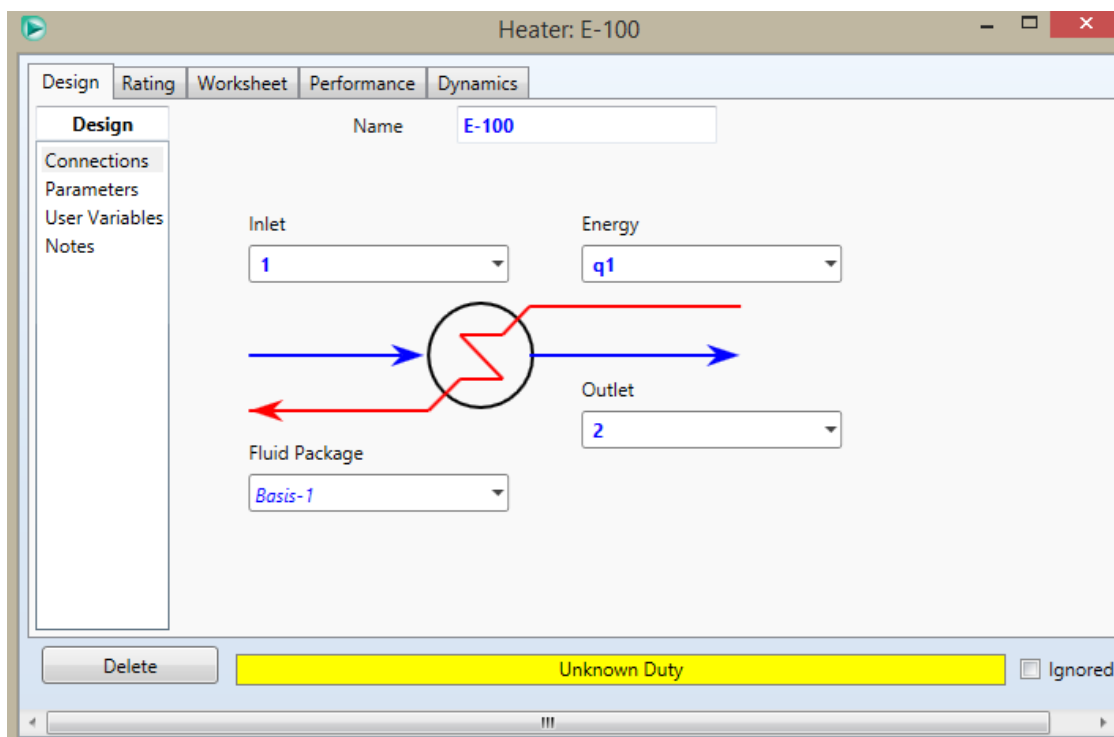 Heater: E-100
Design Rating Worksheet Performance Dynamics
Design
Connections
Parameters
User Variables
Notes
Name E-100
Inlet Energy
1 q1
Outlet
2
Fluid Package
Basis-1
Delete Unknown Duty Ignored